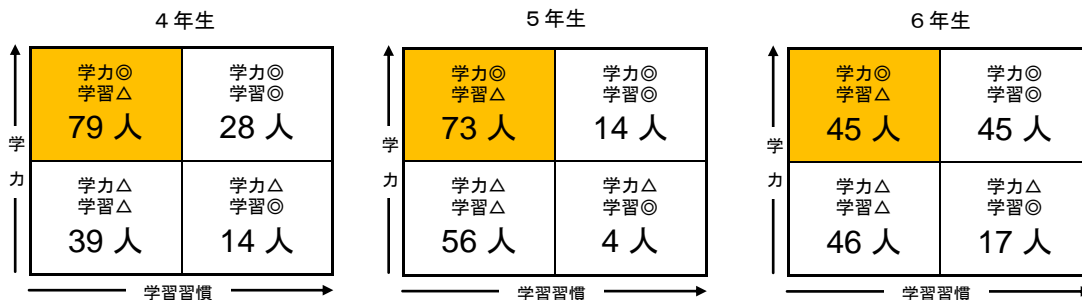 ４年生
学力◎
学習△
79 人
学力◎
学習◎
28 人
学力△
学習△
39 人
学力△
学習◎
14 人
学
力
学習習慣
５年生
学力◎
学習△
73 人
学力◎
学習◎
14 人
学力△
学習△
56 人
学力△
学習◎
4 人
学
力
学習習慣
６年生
学力◎
学習△
45 人
学力◎
学習◎
45 人
学力△
学習△
46 人
学力△
学習◎
17 人
学
力
学習習慣